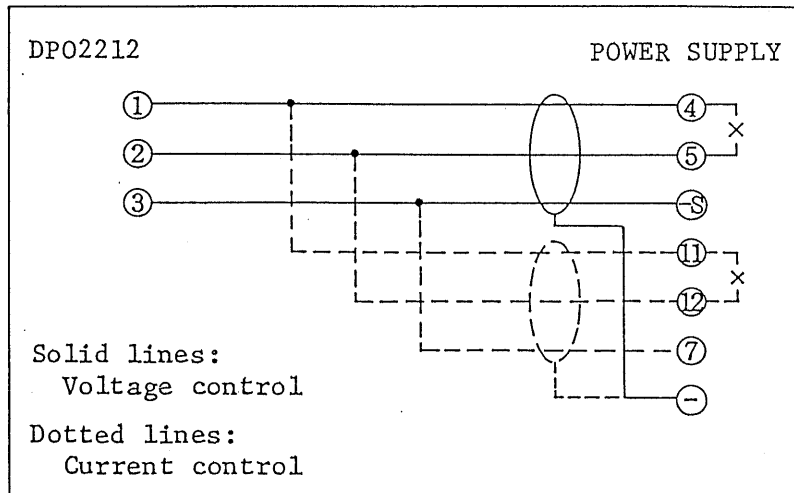 DPO2212 POWER SUPPLY
① ④
×
② ⑤
③ -S
⑪
×
⑫
⑦
-
Solid lines:
Voltage control
Dotted lines:
Current control